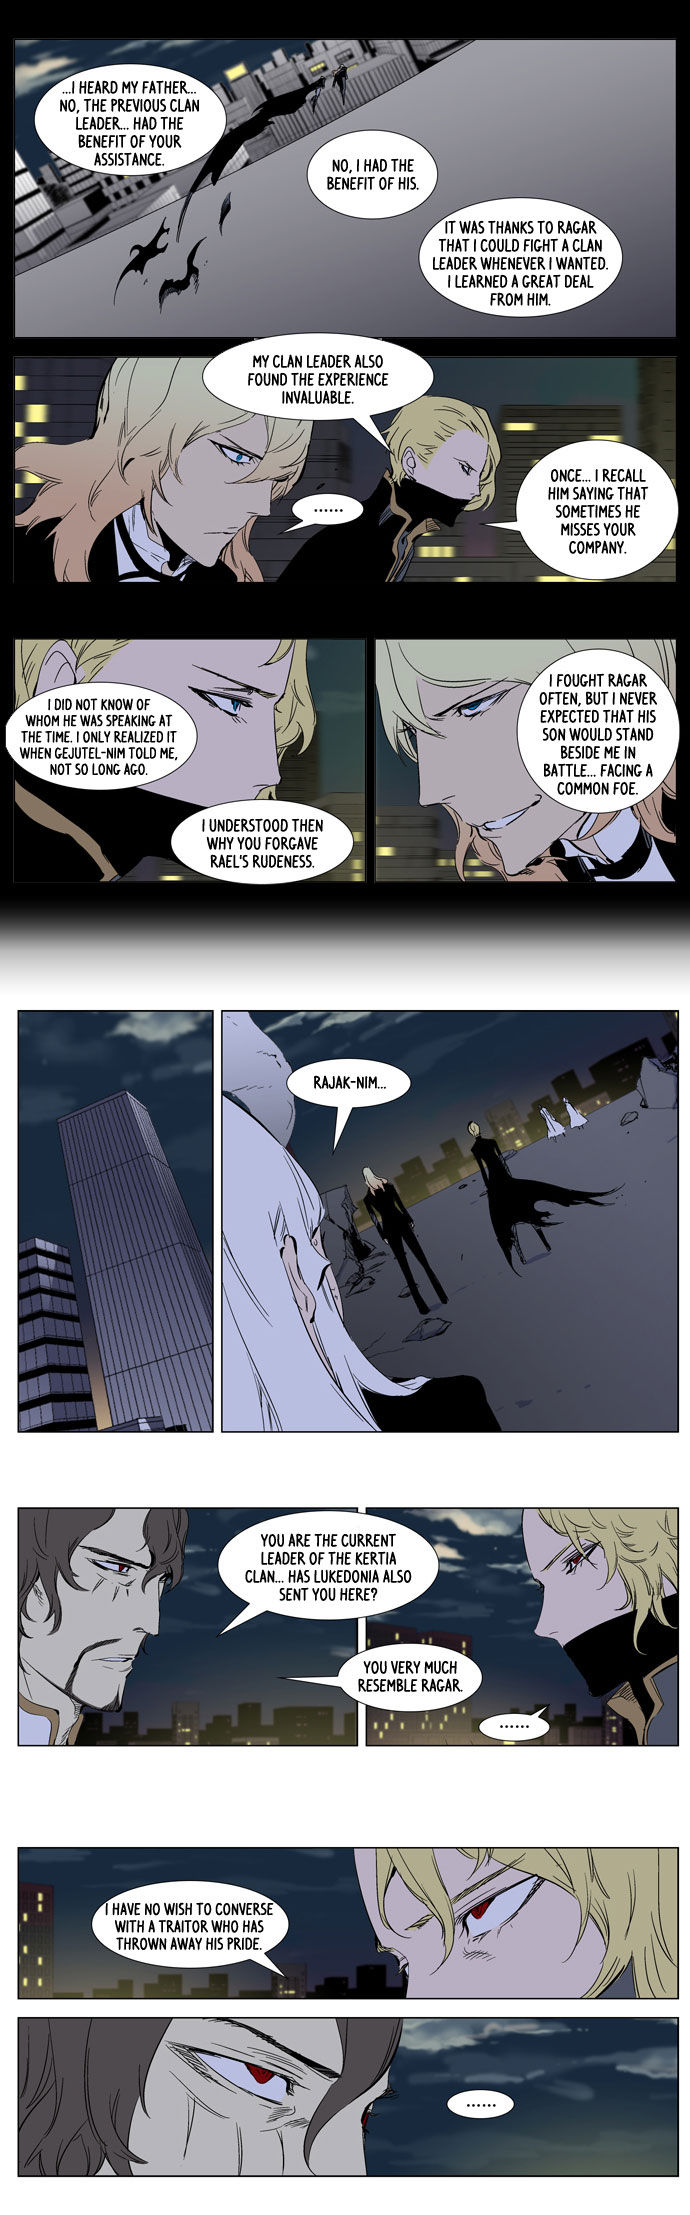 ...I HEARD MY FATHER...
NO, THE PREVIOUS CLAN
LEADER... HAD THE
BENEFIT OF YOUR
ASSISTANCE.
NO, I HAD THE
BENEFIT OF HIS.
IT WAS THANKS TO RAGAR
THAT I COULD FIGHT A CLAN
LEADER WHENEVER I WANTED.
I LEARNED A GREAT DEAL
FROM HIM.
MY CLAN LEADER ALSO
FOUND THE EXPERIENCE
INVALUABLE.
......
ONCE... I RECALL
HIM SAYING THAT
SOMETIMES HE
MISSES YOUR
COMPANY.
I DID NOT KNOW OF
WHOM HE WAS SPEAKING AT
THE TIME. I ONLY REALIZED IT
WHEN GEJUTEL-NIM TOLD ME,
NOT SO LONG AGO.
I UNDERSTOOD THEN
WHY YOU FORGAVE
RAEL'S RUDENESS.
I FOUGHT RAGAR
OFTEN, BUT I NEVER
EXPECTED THAT HIS
SON WOULD STAND
BESIDE ME IN
BATTLE... FACING A
COMMON FOE.
RAJAK-NIM...
YOU ARE THE CURRENT
LEADER OF THE KERTIA
CLAN... HAS LUKEDONIA ALSO
SENT YOU HERE?
YOU VERY MUCH
RESEMBLE RAGAR.
......
I HAVE NO WISH TO CONVERSE
WITH A TRAITOR WHO HAS
THROWN AWAY HIS PRIDE.
......